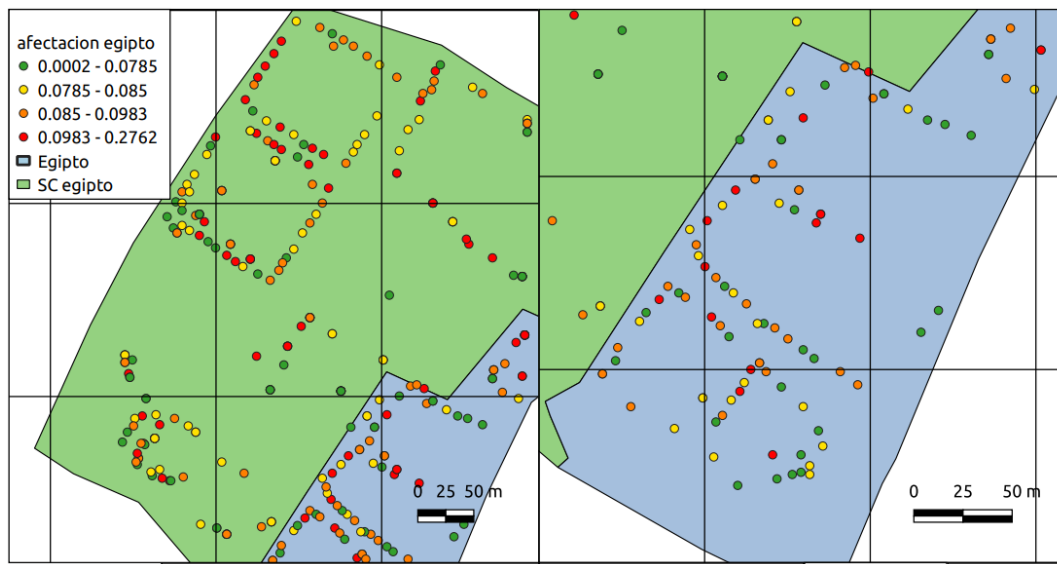 afectacion egipto
0.0002 - 0.0785
0.0785 - 0.085
0.085 - 0.0983
0.0983 - 0.2762
Egipto
SC egipto
0 25 50 m
0 25 50 m